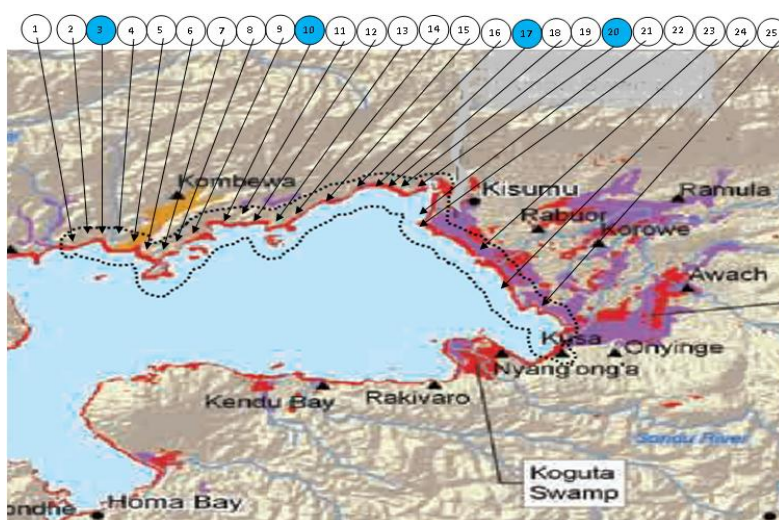 1 2 3 4 5 6 7 8 9 10 11 12 13 14 15 16 17 18 19 20 21 22 23 24 25
Kombewa
Kisumu
Ramula
Rabuor
Korowe
Awach
Kusa
Onyinge
Nyang'ong'a
Kendu Bay
Rakivaro
Sondu River
Koguta
Swamp
Homa Bay